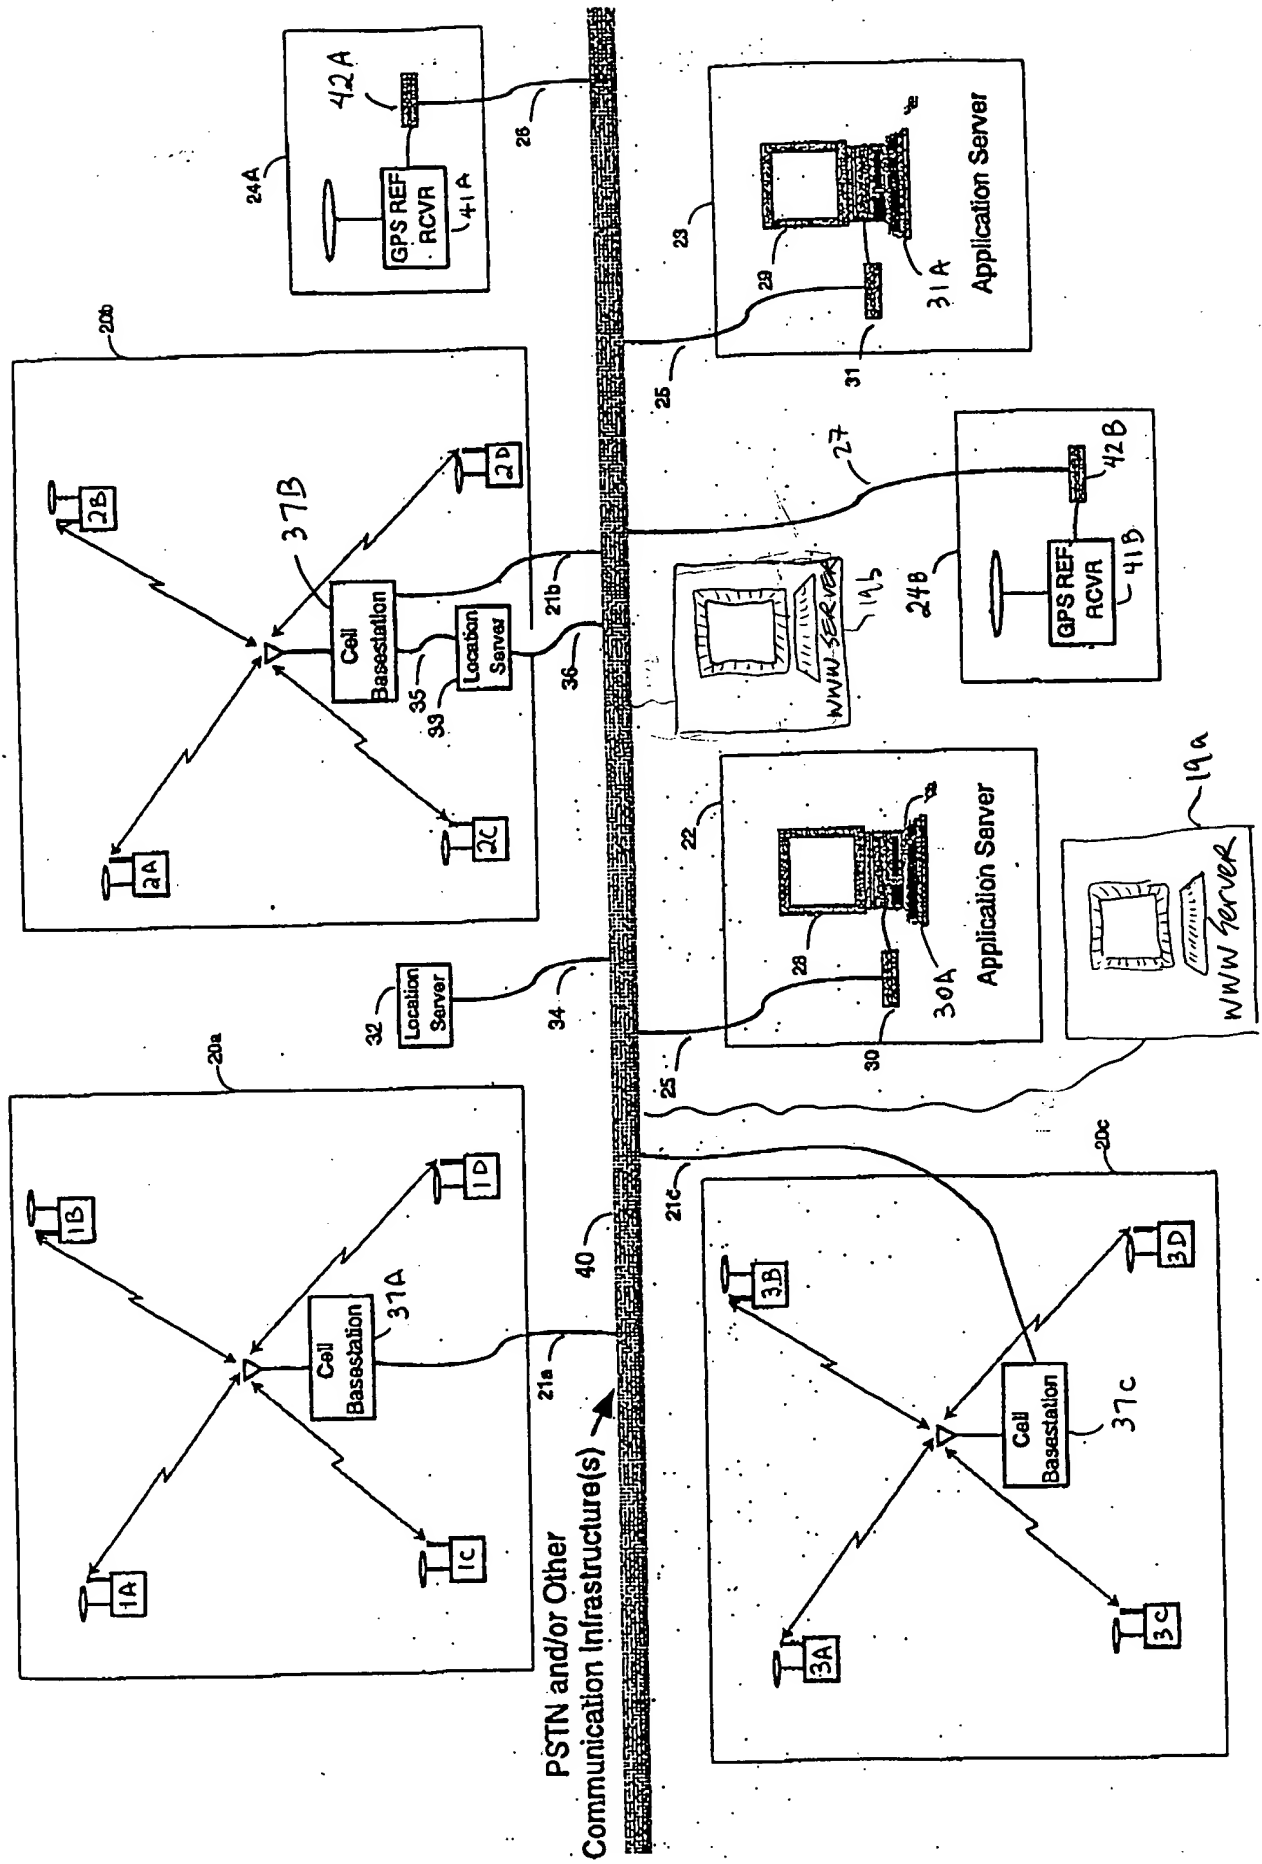 20a
1A
1B
1C
1D
Cell
Basestation
37A
21a
32
Location
Server
34
20b
2A
2B
2C
2D
37B
Cell
Basestation
35
33
Location
Server
36
21b
24A
42A
GPS REF
RCVR
41A
26
PSTN and/or Other
Communication Infrastructure(s)
40
21c
20c
3A
3B
3C
3D
Cell
Basestation
37C
25
22
28
30
30A
Application Server
19a
WWW Server
19b
WWW SERVER
27
24B
42B
GPS REF
RCVR
41B
25
23
29
31
31A
Application Server